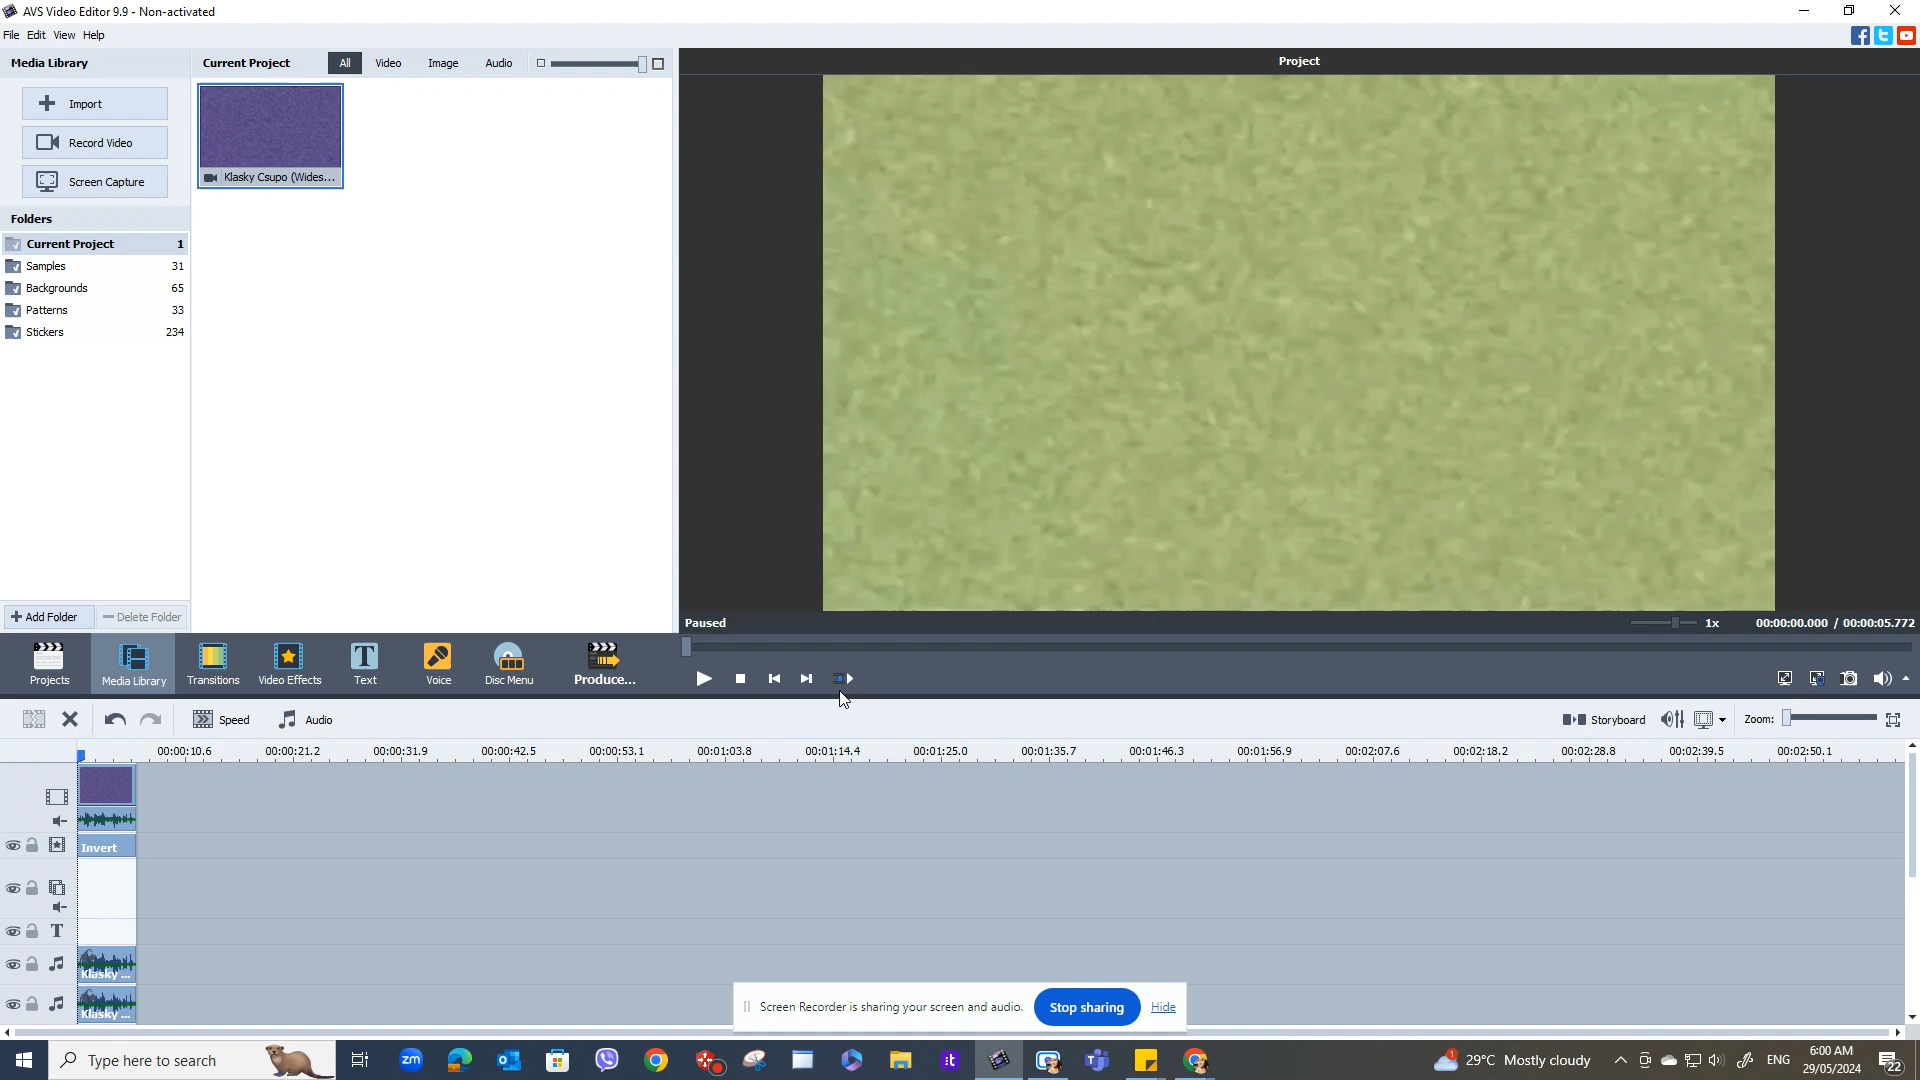 AVS Video Editor 9.9 - Non-activated
File Edit View Help
Media Library
Current Project
All
Video
Image
Audio
Project
Import
Record Video
Screen Capture
Klasky Csupo (Wides...
Folders
Current Project 1
Samples 31
Backgrounds 65
Patterns 33
Stickers 234
Add Folder
Delete Folder
Paused
1x
00:00:00.000 / 00:00:05.772
Projects
Media Library
Transitions
Video Effects
Text
Voice
Disc Menu
Produce...
Speed
Audio
Storyboard
Zoom:
00:00:10.6 00:00:21.2 00:00:31.9 00:00:42.5 00:00:53.1 00:01:03.8 00:01:14.4 00:01:25.0 00:01:35.7 00:01:46.3 00:01:56.9 00:02:07.6 00:02:18.2 00:02:28.8 00:02:39.5 00:02:50.1
Invert
T
Klasky ...
Klasky ...
Screen Recorder is sharing your screen and audio.
Stop sharing
Hide
Type here to search
zm
29°C Mostly cloudy
ENG
6:00 AM
29/05/2024
22